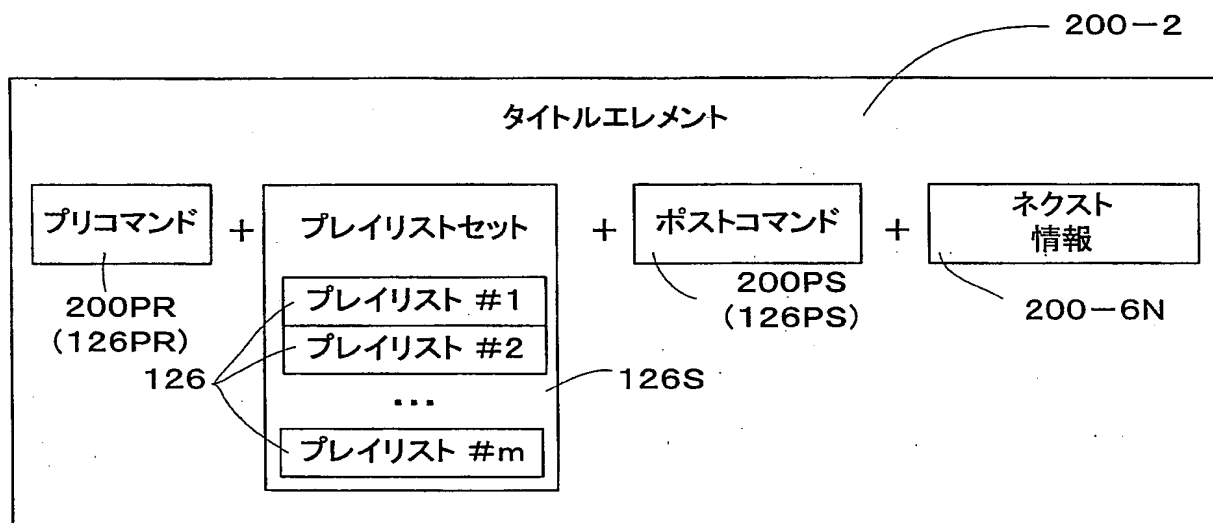 200−2
タイトルエレメント
プリコマンド
+
プレイリストセット
+
ポストコマンド
+
ネクスト
情報
200PR
(126PR)
プレイリスト #1
プレイリスト #2
...
プレイリスト #m
126
126S
200PS
(126PS)
200−6N